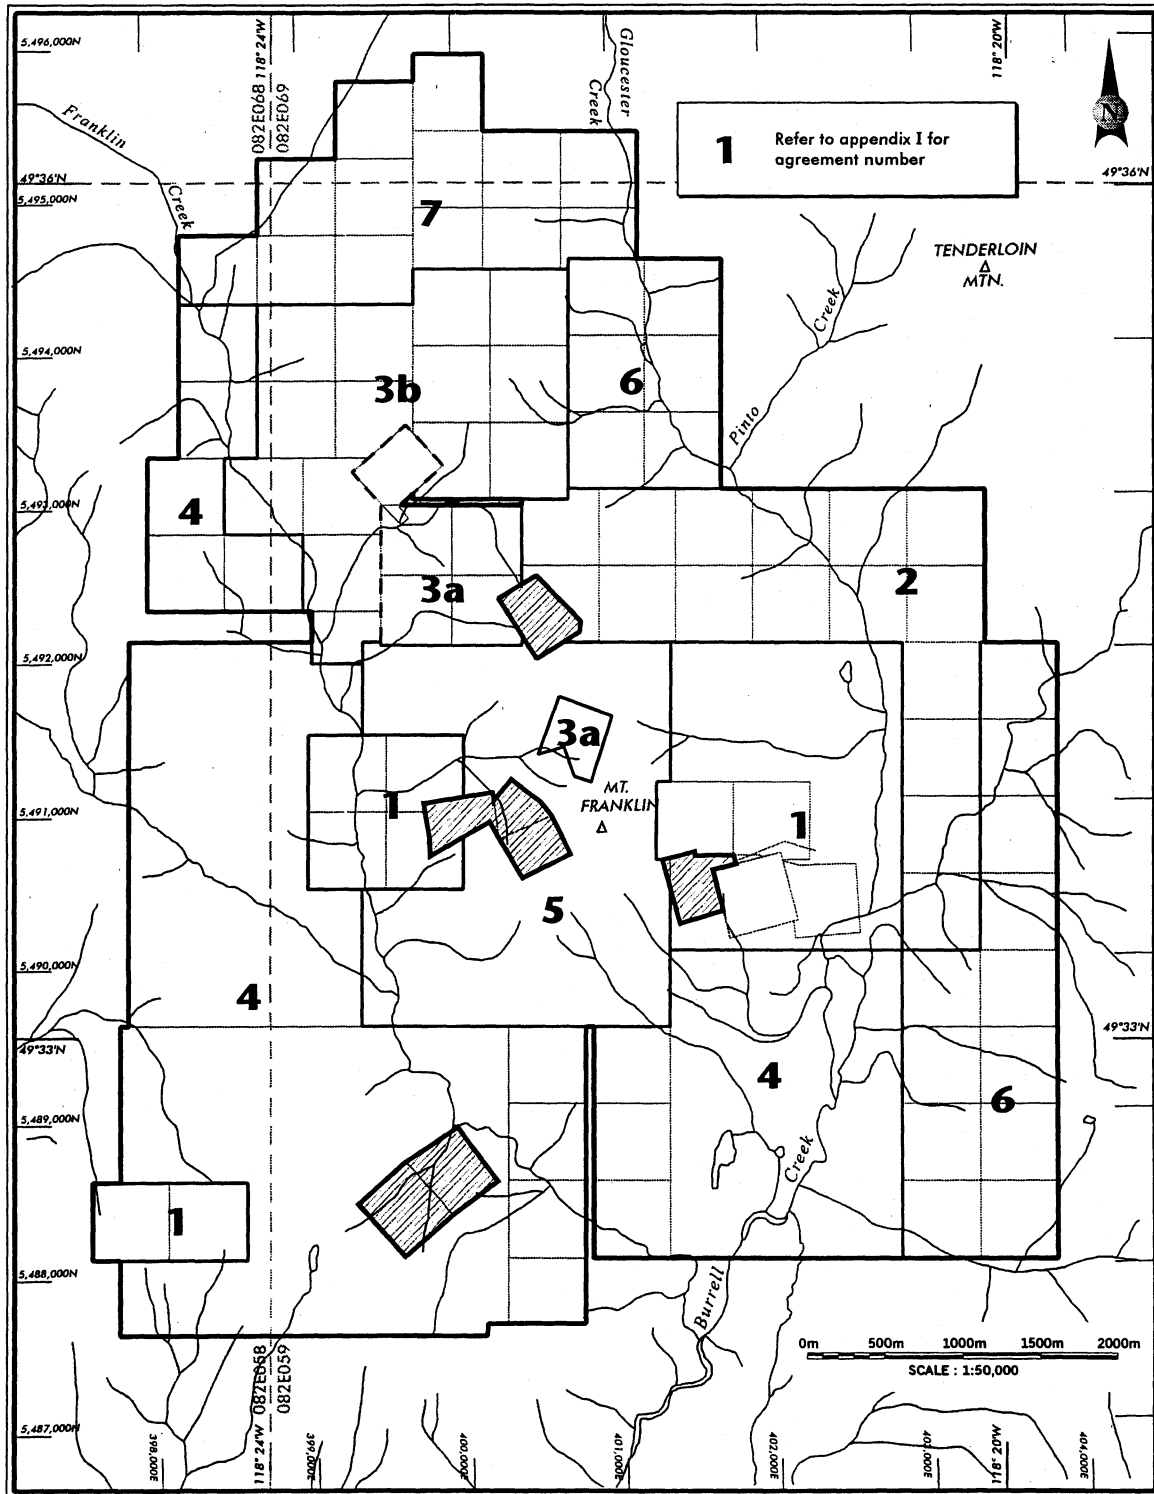 5,496,000N
118° 24'W
082E068
082E069
Gloucester
Creek
118° 20'W
N
Franklin
Creek
1
Refer to appendix I for
agreement number
49°36'N
49°36'N
5,495,000N
7
TENDERLOIN
MTN.
Creek
Pinto
5,494,000N
3b
6
5,493,000N
4
3a
2
5,492,000N
3a
MT.
FRANKLIN
1
1
5,491,000N
5
5,490,000N
4
49°33'N
49°33'N
4
6
5,489,000N
Creek
1
5,488,000N
Burrell
0m 500m 1000m 1500m 2000m
SCALE : 1:50,000
082E058
082E059
5,487,000N
398,000E
118° 24'W
399,000E
400,000E
401,000E
402,000E
403,000E
118° 20'W
404,000E